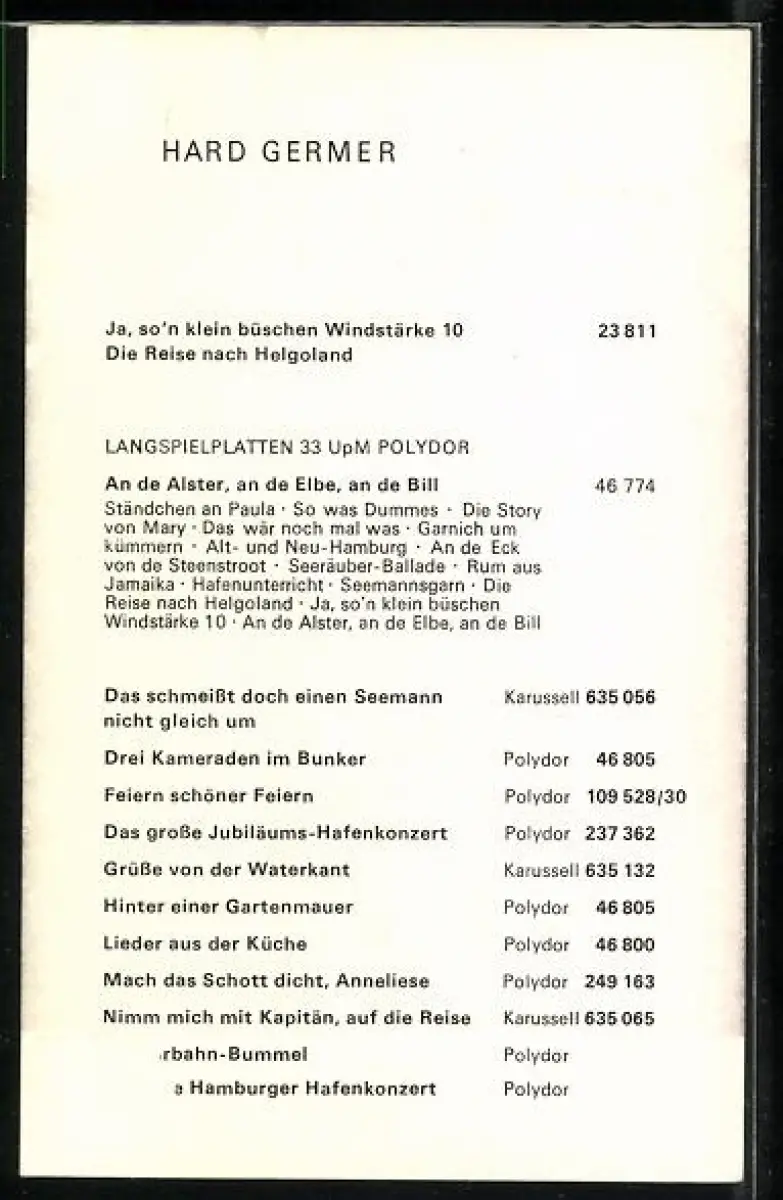 HARD GERMER
Ja, so'n klein büschen Windstärke 10 23 811
Die Reise nach Helgoland
LANGSPIELPLATTEN 33 UpM POLYDOR
An de Alster, an de Elbe, an de Bill 46 774
Ständchen an Paula · So was Dummes · Die Story
von Mary · Das wär noch mal was · Garnich um
kümmern · Alt- und Neu-Hamburg · An de Eck
von de Steenstroot · Seeräuber-Ballade · Rum aus
Jamaika · Hafenunterricht · Seemannsgarn · Die
Reise nach Helgoland · Ja, so'n klein büschen
Windstärke 10 · An de Alster, an de Elbe, an de Bill
Das schmeißt doch einen Seemann Karussell 635 056
nicht gleich um
Drei Kameraden im Bunker Polydor 46 805
Feiern schöner Feiern Polydor 109 528/30
Das große Jubiläums-Hafenkonzert Polydor 237 362
Grüße von der Waterkant Karussell 635 132
Hinter einer Gartenmauer Polydor 46 805
Lieder aus der Küche Polydor 46 800
Mach das Schott dicht, Anneliese Polydor 249 163
Nimm mich mit Kapitän, auf die Reise Karussell 635 065
rbahn-Bummel Polydor
Hamburger Hafenkonzert Polydor